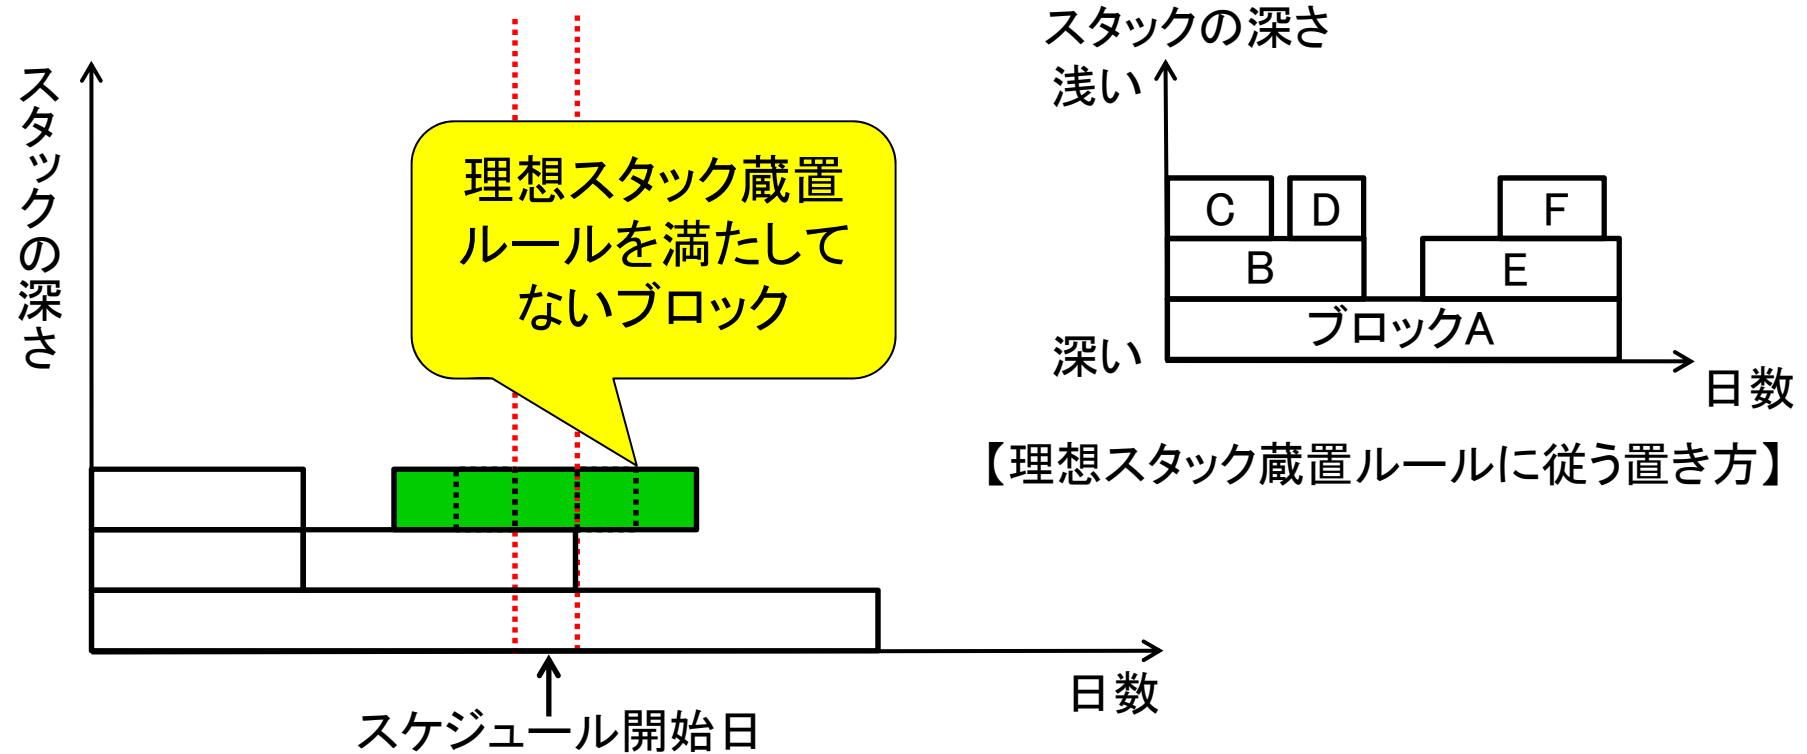 スタックの深さ
理想スタック蔵置
ルールを満たして
ないブロック
日数
スケジュール開始日
スタックの深さ
浅い
C
D
F
B
E
ブロックA
深い
日数
【理想スタック蔵置ルールに従う置き方】